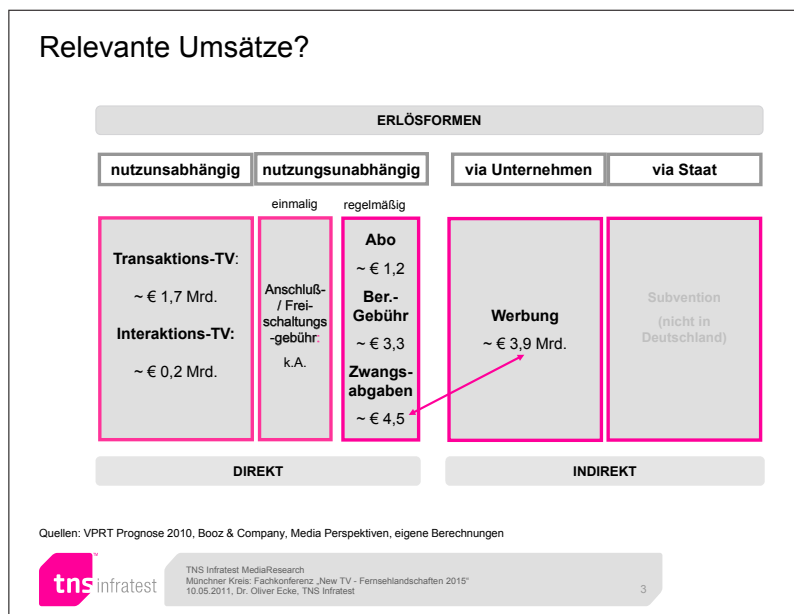 Relevante Umsätze?
ERLÖSFORMEN
nutzunsabhängig
nutzungsunabhängig
via Unternehmen
via Staat
einmalig
regelmäßig
Transaktions-TV:
~ € 1,7 Mrd.
Interaktions-TV:
~ € 0,2 Mrd.
Anschluß-
/ Frei-
schaltungs
-gebühr:
k.A.
Abo
~ € 1,2
Ber.-
Gebühr
~ € 3,3
Zwangs-
abgaben
~ € 4,5
Werbung
~ € 3,9 Mrd.
Subvention
(nicht in
Deutschland)
DIREKT
INDIREKT
Quellen: VPRT Prognose 2010, Booz & Company, Media Perspektiven, eigene Berechnungen
tns infratest
TM
TNS Infratest MediaResearch
Münchner Kreis: Fachkonferenz „New TV - Fernsehlandschaften 2015“
10.05.2011, Dr. Oliver Ecke, TNS Infratest
3